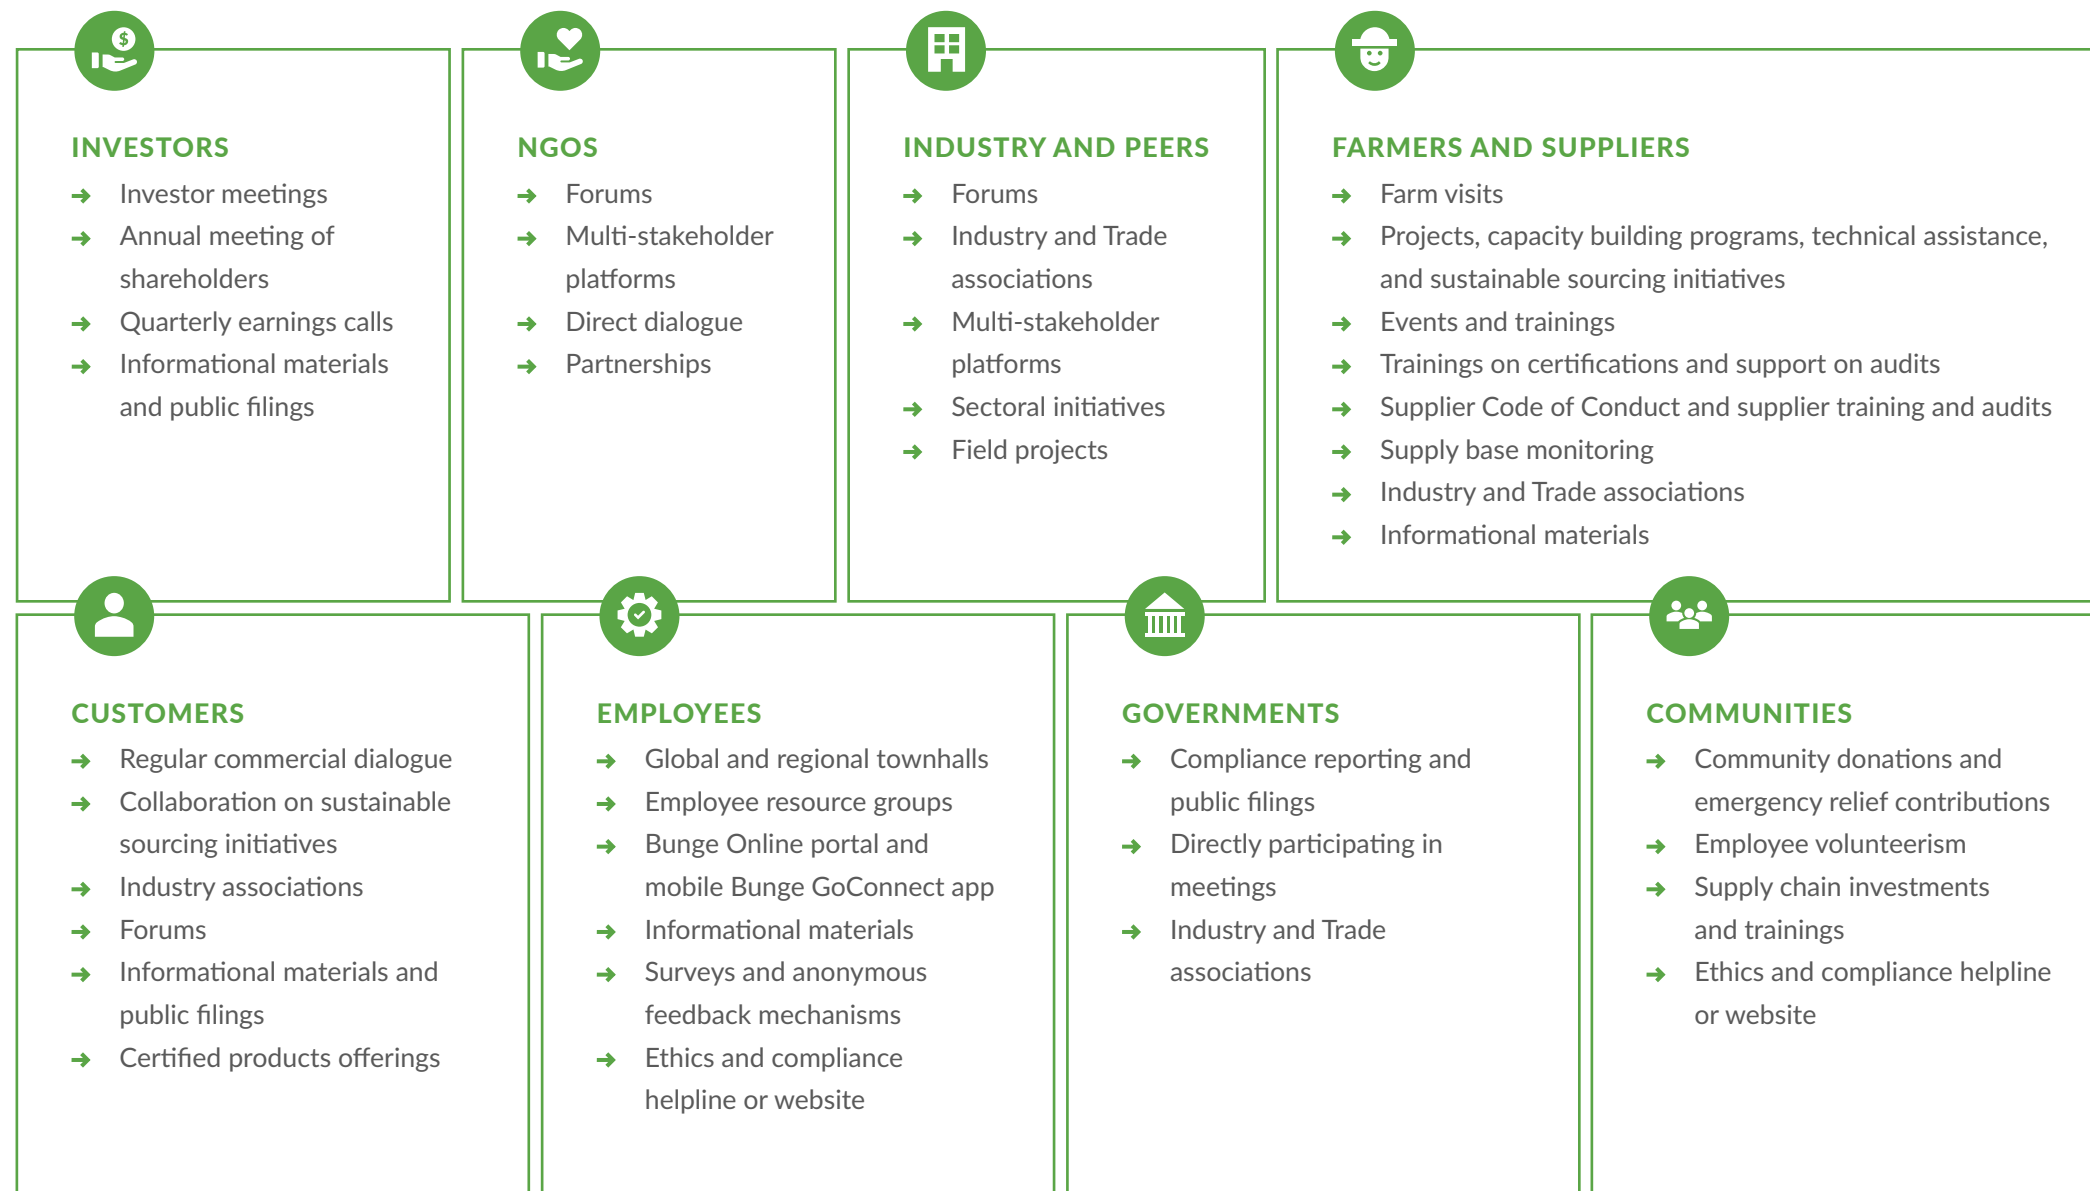 INVESTORS
Investor meetings
Annual meeting of
shareholders
Quarterly earnings calls
Informational materials
and public filings
NGOS
Forums
Multi-stakeholder
platforms
Direct dialogue
Partnerships
INDUSTRY AND PEERS
Forums
Industry and Trade
associations
Multi-stakeholder
platforms
Sectoral initiatives
Field projects
FARMERS AND SUPPLIERS
Farm visits
Projects, capacity building programs, technical assistance,
and sustainable sourcing initiatives
Events and trainings
Trainings on certifications and support on audits
Supplier Code of Conduct and supplier training and audits
Supply base monitoring
Industry and Trade associations
Informational materials
CUSTOMERS
Regular commercial dialogue
Collaboration on sustainable
sourcing initiatives
Industry associations
Forums
Informational materials and
public filings
Certified products offerings
EMPLOYEES
Global and regional townhalls
Employee resource groups
Bunge Online portal and
mobile Bunge GoConnect app
Informational materials
Surveys and anonymous
feedback mechanisms
Ethics and compliance
helpline or website
GOVERNMENTS
Compliance reporting and
public filings
Directly participating in
meetings
Industry and Trade
associations
COMMUNITIES
Community donations and
emergency relief contributions
Employee volunteerism
Supply chain investments
and trainings
Ethics and compliance helpline
or website